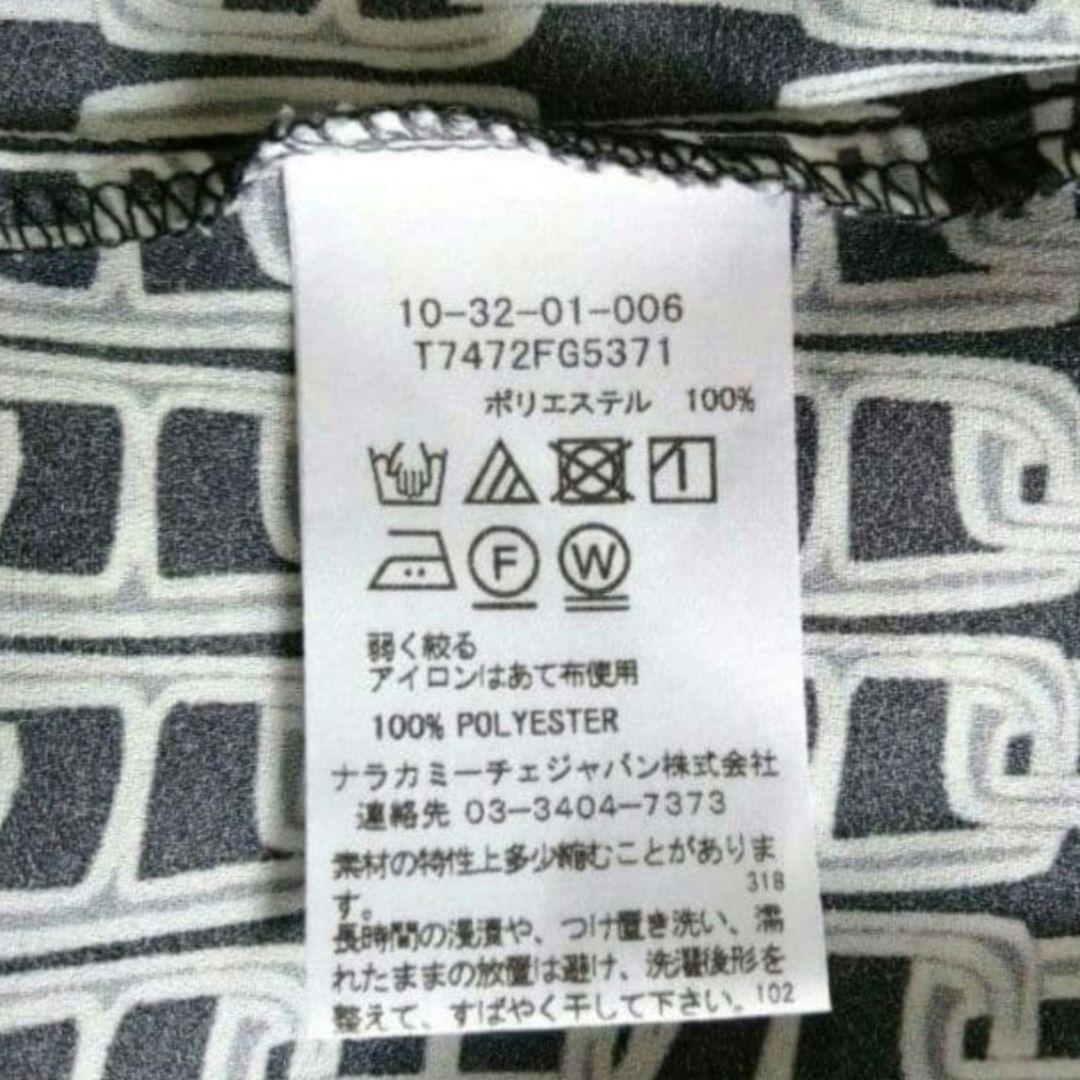 10-32-01-006
T7472FG5371
ポリエステル 100%
F W
弱く絞る
アイロンはあて布使用
100% POLYESTER
ナラカミーチェジャパン株式会社
連絡先 03-3404-7373
素材の特性上多少縮むことがありま
す。 318
長時間の浸漬や、つけ置き洗い、濡
れたままの放置は避け、洗濯後形を
整えて、すばやく干して下さい。102